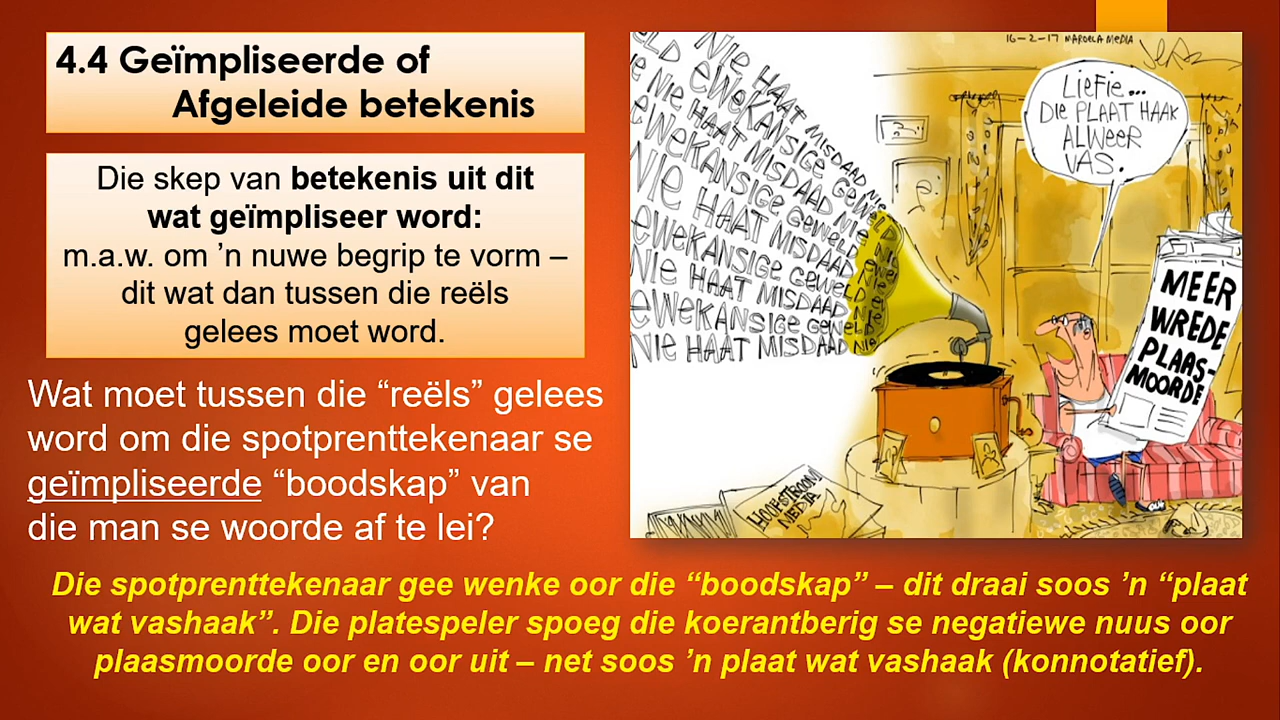 4.4 Geïmpliseerde of
Afgeleide betekenis
Die skep van betekenis uit dit
wat geïmpliseer word:
m.a.w. om ’n nuwe begrip te vorm –
dit wat dan tussen die reëls
gelees moet word.
Wat moet tussen die “reëls” gelees
word om die spotprenttekenaar se
geïmpliseerde “boodskap” van
die man se woorde af te lei?
16-2-17 MAROELA MEDIA
LIEFIE...
DIE PLAAT HAAK
ALWEER
VAS.
NIE HAAT MISDAAD NIE
EWEKANSIGE GEWELD
NIE HAAT MISDAAD NIE
EWEKANSIGE GEWELD
NIE HAAT MISDAAD
EWEKANSIGE GEWELD
NIE HAAT MISDAAD
EWEKANSIGE GEWELD
NIE HAAT MISDAAD
MEER
WREDE
PLAAS-
MOORDE
HOOFSTROOM
MEDIA
Die spotprenttekenaar gee wenke oor die “boodskap” – dit draai soos ’n “plaat
wat vashaak”. Die platespeler spoeg die koerantberig se negatiewe nuus oor
plaasmoorde oor en oor uit – net soos ’n plaat wat vashaak (konnotatief).